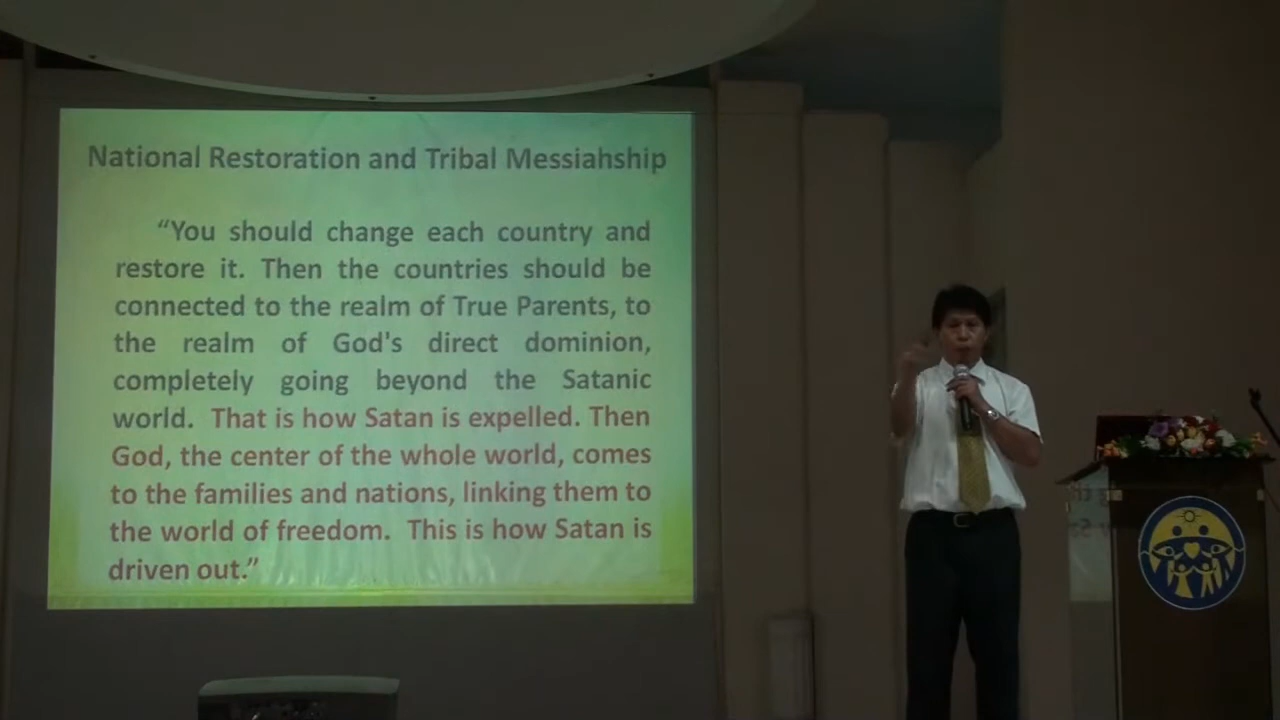 National Restoration and Tribal Messiahship
“You should change each country and
restore it. Then the countries should be
connected to the realm of True Parents, to
the realm of God's direct dominion,
completely going beyond the Satanic
world. That is how Satan is expelled. Then
God, the center of the whole world, comes
to the families and nations, linking them to
the world of freedom. This is how Satan is
driven out.”